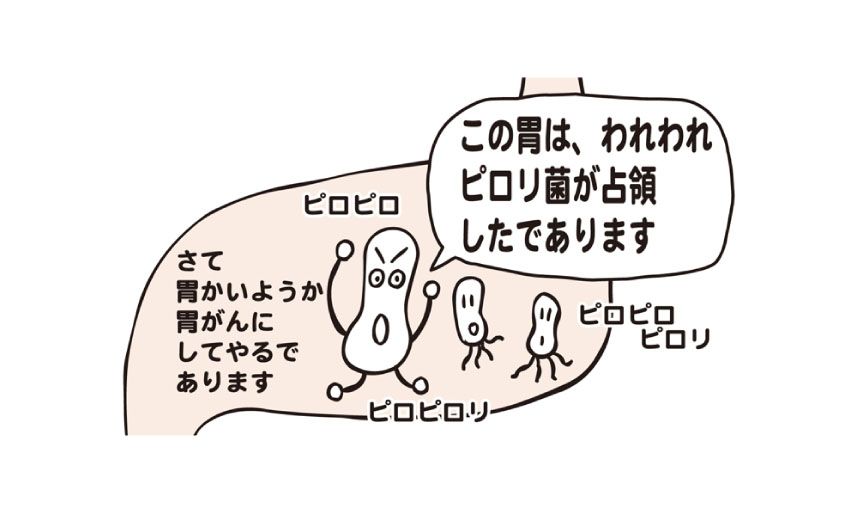 この胃は、われわれ
ピロリ菌が占領
したであります
ピロピロ
さて
胃かいようか
胃がんに
してやるで
あります
ピロピロ
ピロリ
ピロピロリ